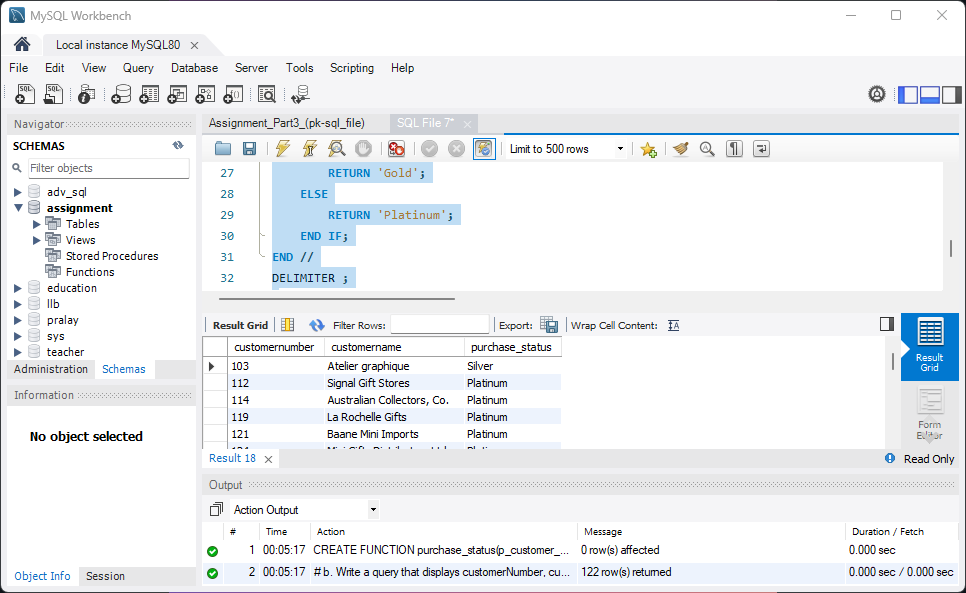 MySQL Workbench
Local instance MySQL80
File Edit View Query Database Server Tools Scripting Help
Navigator
SCHEMAS
Filter objects
adv_sql
assignment
Tables
Views
Stored Procedures
Functions
education
llb
pralay
sys
teacher
Administration Schemas
Information
No object selected
Object Info Session
Assignment_Part3_(pk-sql_file) SQL File 7*
Limit to 500 rows
27 RETURN 'Gold';
28 ELSE
29 RETURN 'Platinum';
30 END IF;
31 END //
32 DELIMITER ;
Result Grid Filter Rows: Export: Wrap Cell Content:
customernumber customername purchase_status
103 Atelier graphique Silver
112 Signal Gift Stores Platinum
114 Australian Collectors, Co. Platinum
119 La Rochelle Gifts Platinum
121 Baane Mini Imports Platinum
Result Grid
Form Editor
Result 18
Read Only
Output
Action Output
# Time Action Message Duration / Fetch
1 00:05:17 CREATE FUNCTION purchase_status(p_customer_... 0 row(s) affected 0.000 sec
2 00:05:17 # b. Write a query that displays customerNumber, cu... 122 row(s) returned 0.000 sec / 0.000 sec